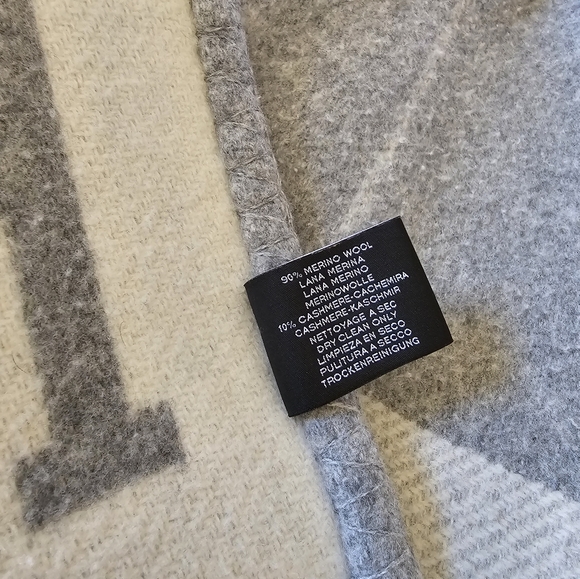 90% MERINO WOOL
LANA MERINA
LANA MERINO
MERINOWOLLE
10% CASHMERE-CACHEMIRA
CASHMERE-KASCHMIR
NETTOYAGE A SEC
DRY CLEAN ONLY
LIMPIEZA EN SECO
PULITURA A SECCO
TROCKENREINIGUNG